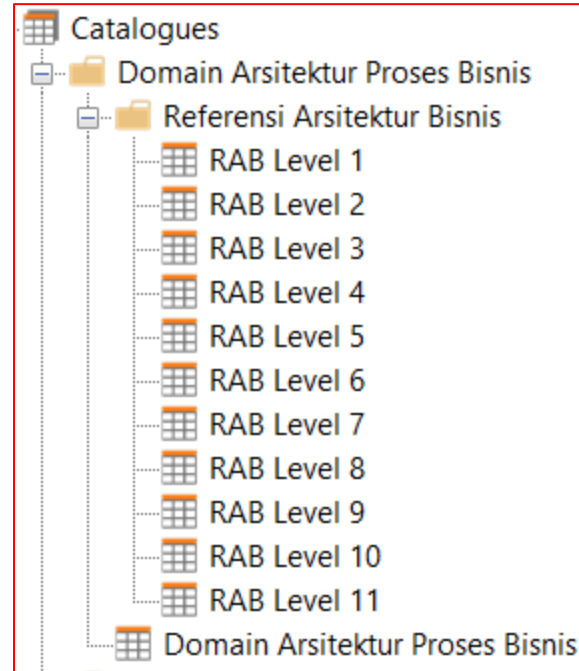 Catalogues
Domain Arsitektur Proses Bisnis
Referensi Arsitektur Bisnis
RAB Level 1
RAB Level 2
RAB Level 3
RAB Level 4
RAB Level 5
RAB Level 6
RAB Level 7
RAB Level 8
RAB Level 9
RAB Level 10
RAB Level 11
Domain Arsitektur Proses Bisnis